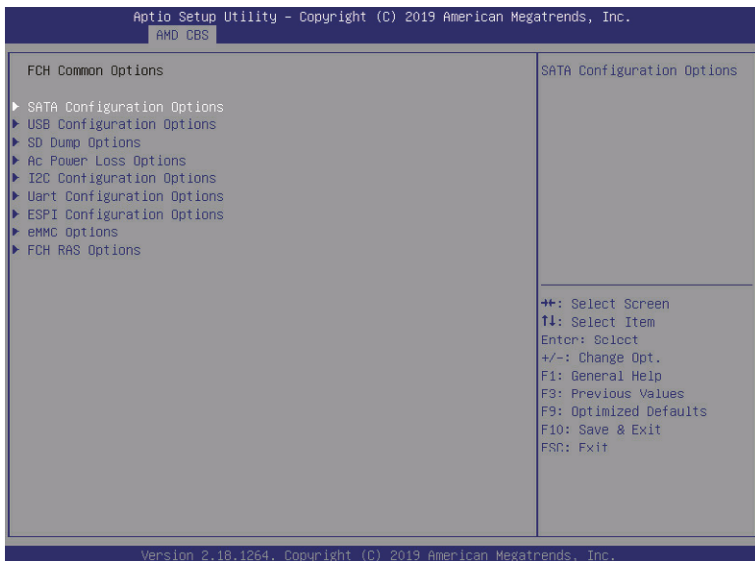 Aptio Setup Utility – Copyright (C) 2019 American Megatrends, Inc.
AMD CBS
FCH Common Options
SATA Configuration Options
SATA Configuration Options
USB Configuration Options
SD Dump Options
Ac Power Loss Options
I2C Configuration Options
Uart Configuration Options
ESPI Configuration Options
eMMC Options
FCH RAS Options
→←: Select Screen
↑↓: Select Item
Enter: Select
+/-: Change Opt.
F1: General Help
F3: Previous Values
F9: Optimized Defaults
F10: Save & Exit
ESC: Exit
Version 2.18.1264. Copyright (C) 2019 American Megatrends, Inc.